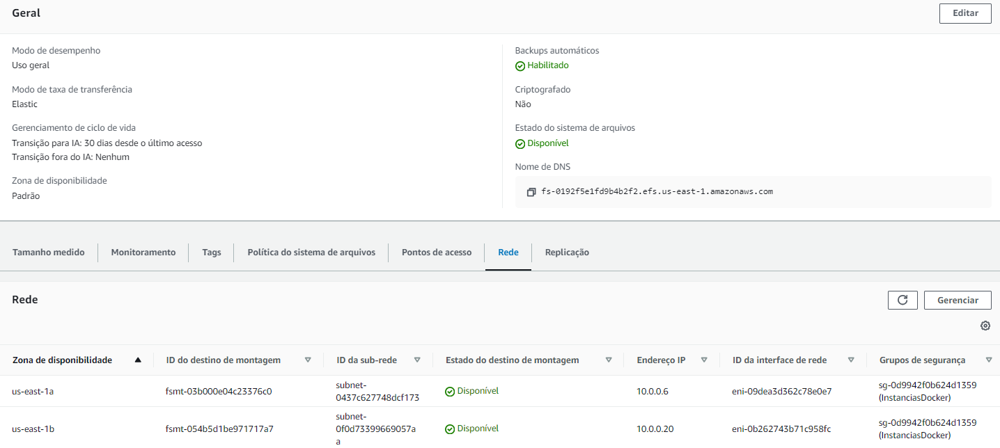 Geral
Editar
Modo de desempenho
Uso geral
Modo de taxa de transferência
Elastic
Gerenciamento de ciclo de vida
Transição para IA: 30 dias desde o último acesso
Transição fora do IA: Nenhum
Zona de disponibilidade
Padrão
Backups automáticos
Habilitado
Criptografado
Não
Estado do sistema de arquivos
Disponível
Nome de DNS
fs-0192f5e1fd9b4b2f2.efs.us-east-1.amazonaws.com
Tamanho medido Monitoramento Tags Política do sistema de arquivos Pontos de acesso Rede Replicação
Rede
Gerenciar
Zona de disponibilidade ID do destino de montagem ID da sub-rede Estado do destino de montagem Endereço IP ID da interface de rede Grupos de segurança
us-east-1a
fsmt-03b000e04c23376c0
subnet-
0437c627748dcf173
Disponível
10.0.0.6
eni-09dea3d362c78e0e7
sg-0d9942f0b624d1359
(InstanciasDocker)
us-east-1b
fsmt-054b5d1be971717a7
subnet-
0f0d73399669057a
a
Disponível
10.0.0.20
eni-0b262743b71c958fc
sg-0d9942f0b624d1359
(InstanciasDocker)